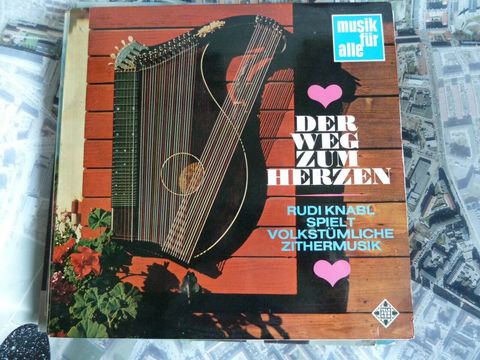 musik
für
alle
DER
WEG
ZUM
HERZEN
RUDI KNABL
SPIELT
VOLKSTÜMLICHE
ZITHERMUSIK